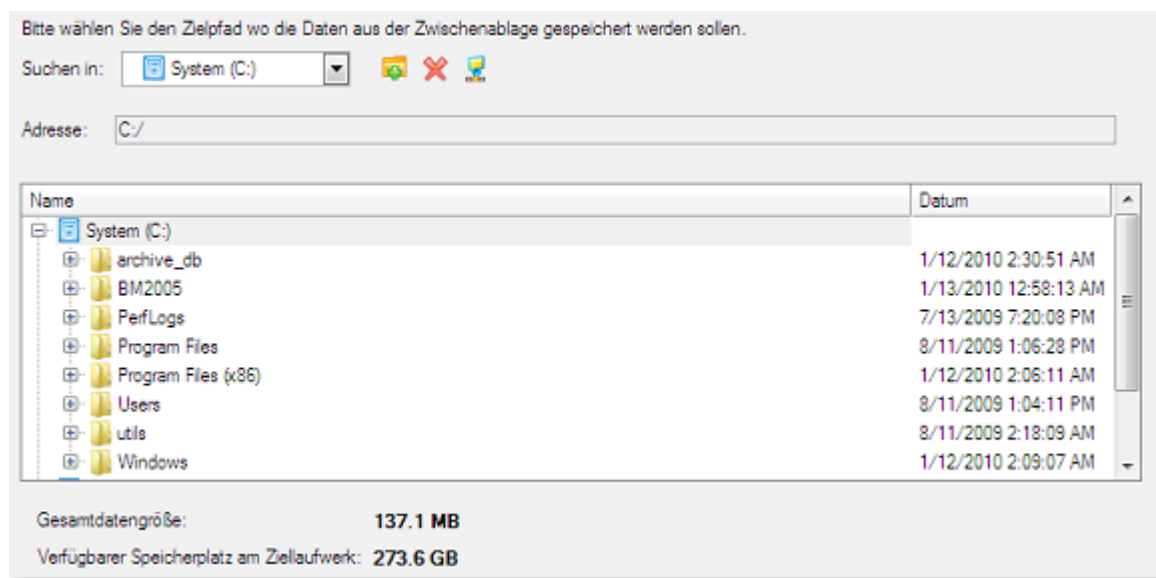 Bitte wählen Sie den Zielpfad wo die Daten aus der Zwischenablage gespeichert werden sollen.
Suchen in: System (C:)
Adresse: C:/
Name Datum
System (C:)
archive_db 1/12/2010 2:30:51 AM
BM2005 1/13/2010 12:58:13 AM
PerfLogs 7/13/2009 7:20:08 PM
Program Files 8/11/2009 1:06:28 PM
Program Files (x86) 1/12/2010 2:06:11 AM
Users 8/11/2009 1:04:11 PM
utils 8/11/2009 2:18:09 AM
Windows 1/12/2010 2:09:07 AM
Gesamtdatengröße: 137.1 MB
Verfügbarer Speicherplatz am Ziellaufwerk: 273.6 GB